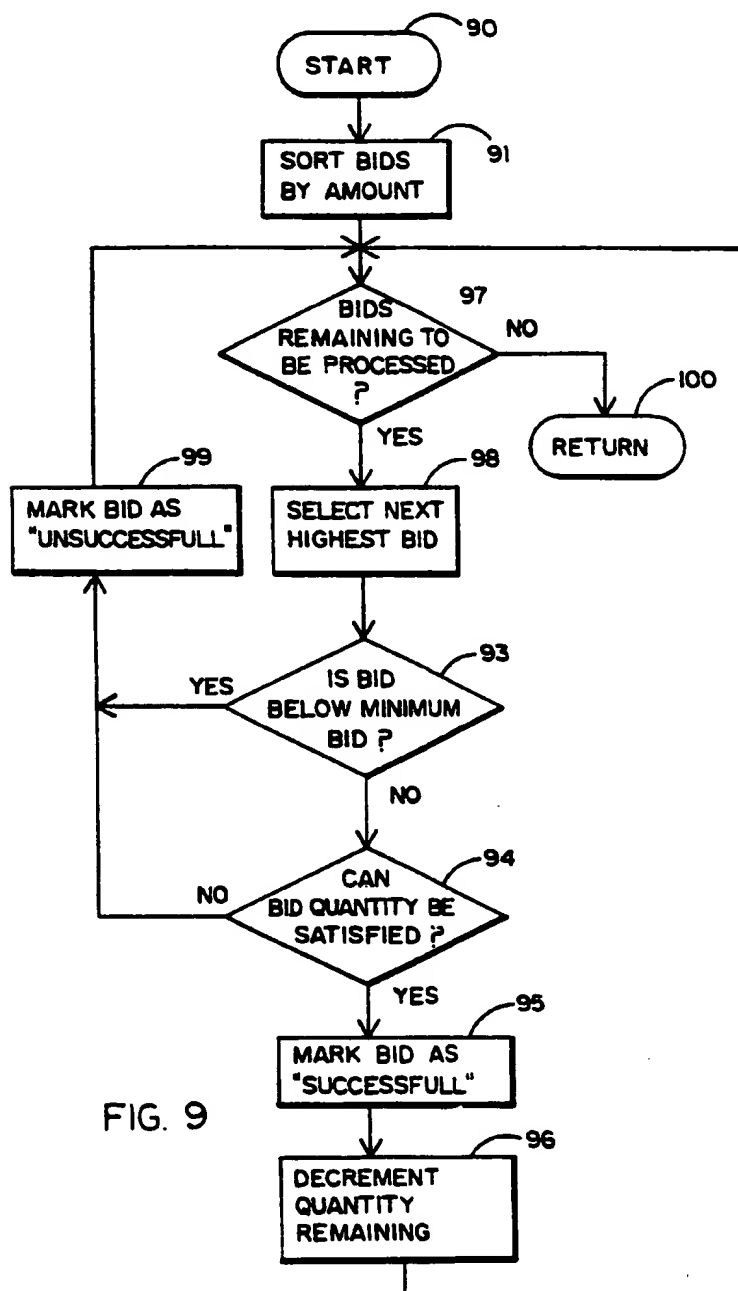 90
START
91
SORT BIDS
BY AMOUNT
97
BIDS
REMAINING TO
BE PROCESSED
?
NO
100
RETURN
YES
99
MARK BID AS
"UNSUCCESSFULL"
98
SELECT NEXT
HIGHEST BID
93
YES
IS BID
BELOW MINIMUM
BID ?
NO
94
NO
CAN
BID QUANTITY BE
SATISFIED ?
YES
95
MARK BID AS
"SUCCESSFULL"
FIG. 9
96
DECREMENT
QUANTITY
REMAINING